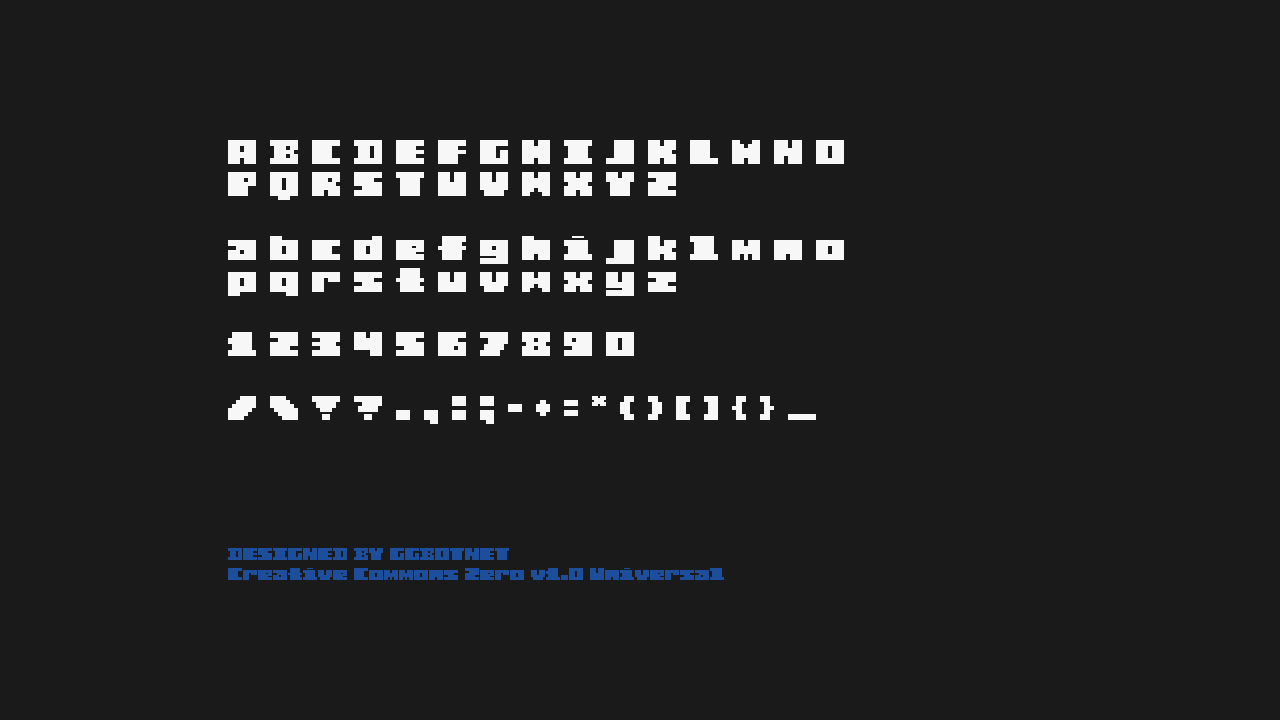 A B C D E F G H I J K L M N O
P Q R S T U V W X Y Z
a b c d e f g h i j k l m n o
p q r s t u v w x y z
1 2 3 4 5 6 7 8 9 0
/ \ ! ? . , : ; - + = * ( ) [ ] { } _
DESIGNED BY GGBOTNET
Creative Commons Zero v1.0 Universal